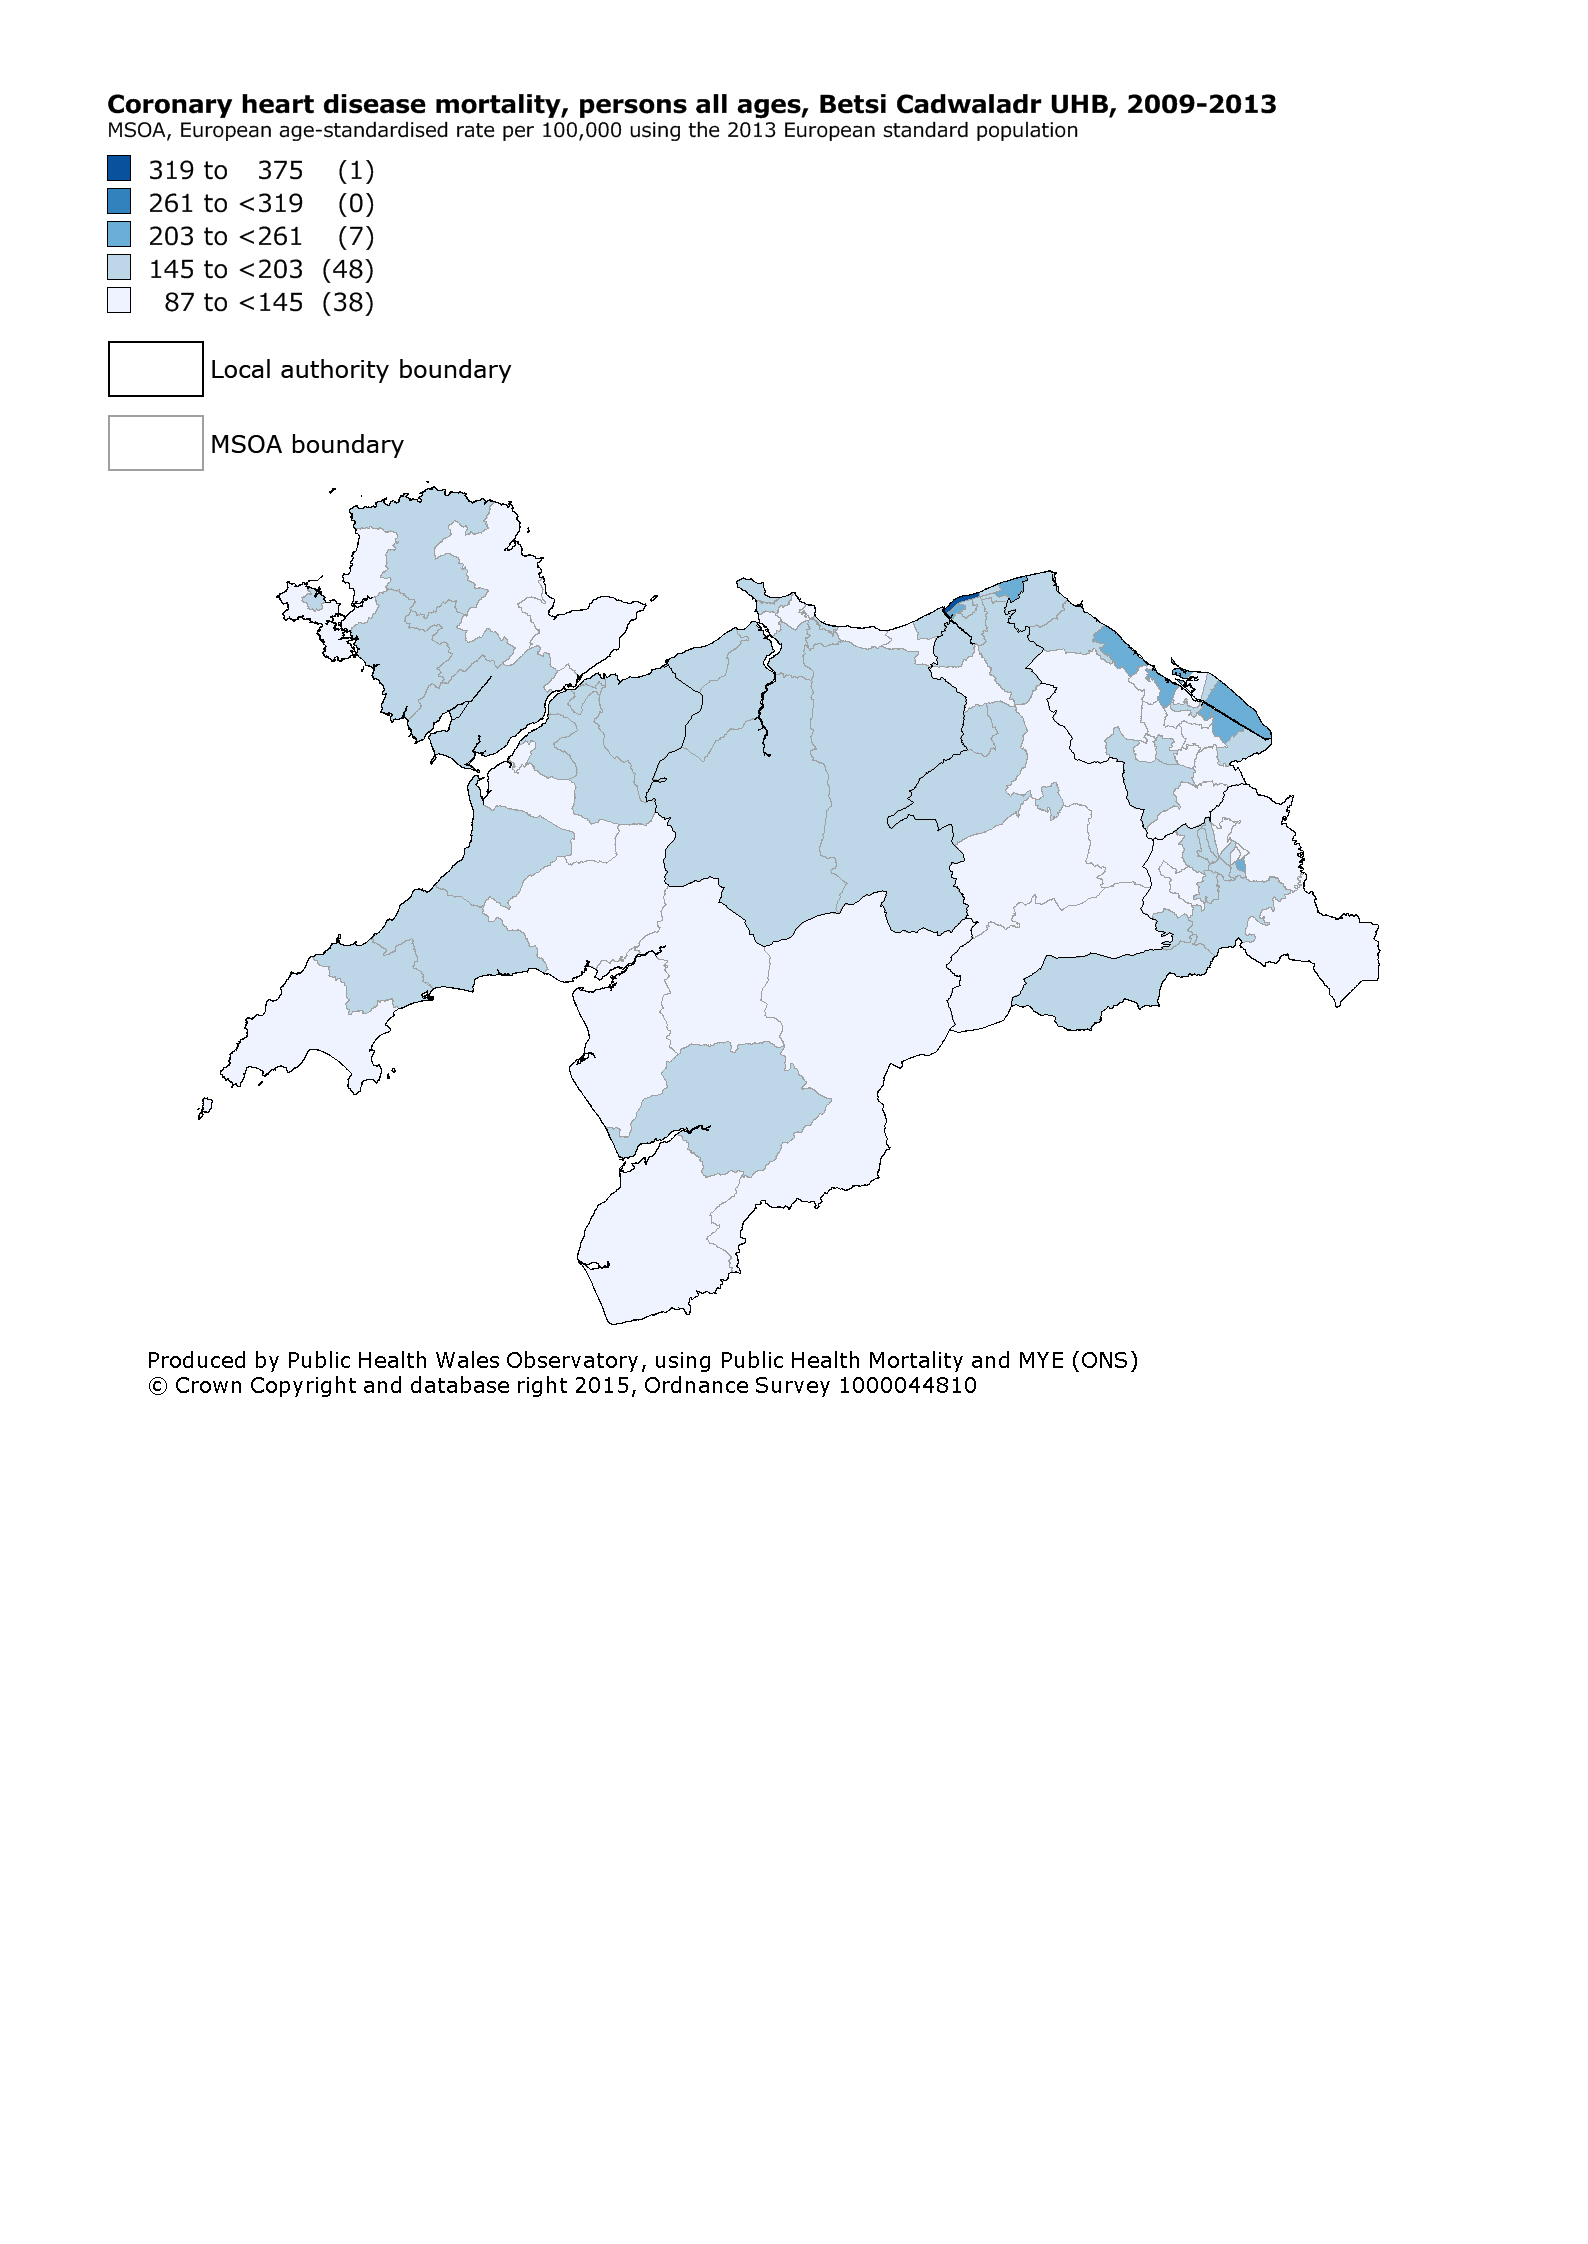 Coronary heart disease mortality, persons all ages, Betsi Cadwaladr UHB, 2009-2013
MSOA, European age-standardised rate per 100,000 using the 2013 European standard population
319 to 375 (1)
261 to <319 (0)
203 to <261 (7)
145 to <203 (48)
87 to <145 (38)
Local authority boundary
MSOA boundary
Produced by Public Health Wales Observatory, using Public Health Mortality and MYE (ONS)
© Crown Copyright and database right 2015, Ordnance Survey 1000044810